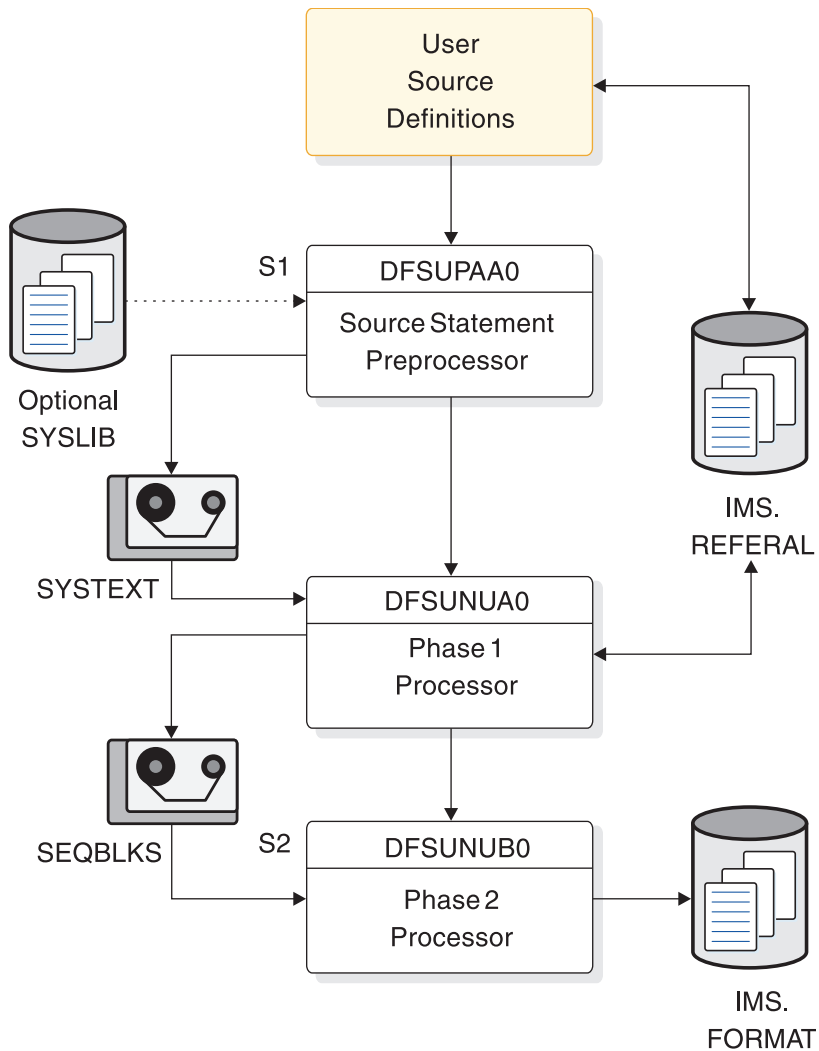 User
Source
Definitions
S1
DFSUPAA0
Source Statement
Preprocessor
Optional
SYSLIB
IMS.
REFERAL
SYSTEXT
DFSUNUA0
Phase 1
Processor
SEQBLKS
S2
DFSUNUB0
Phase 2
Processor
IMS.
FORMAT